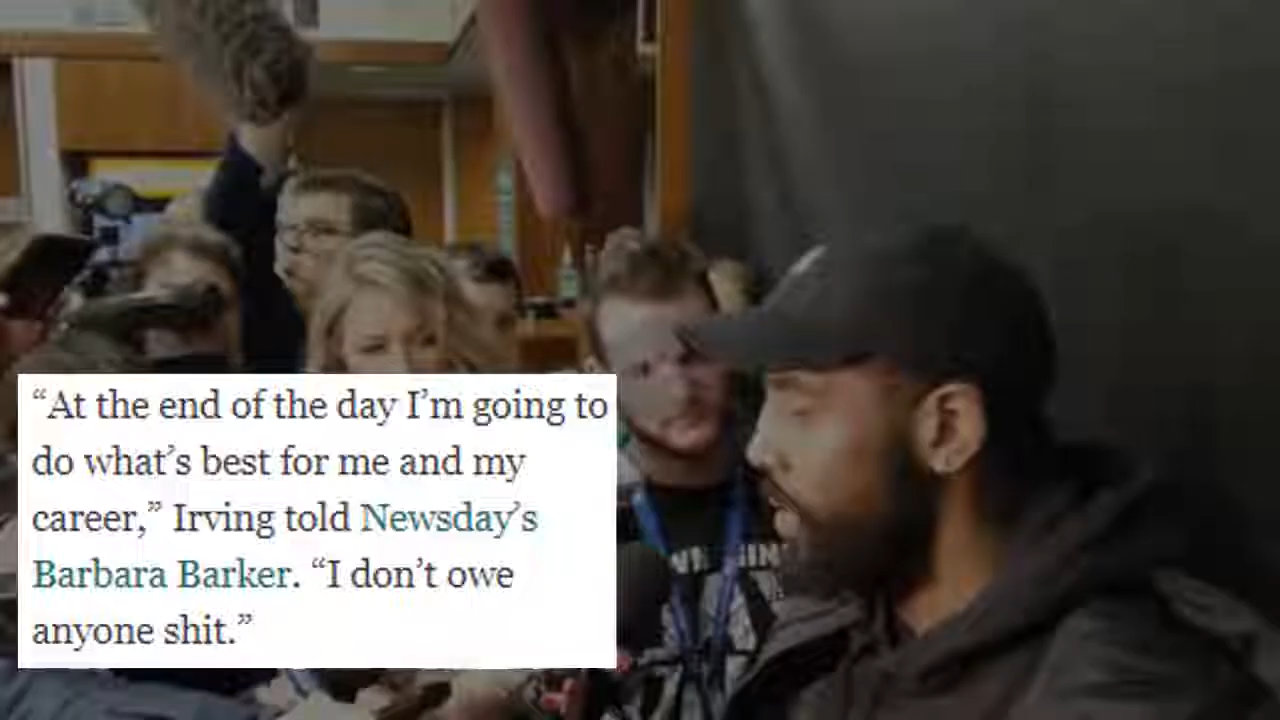 “At the end of the day I’m going to
do what’s best for me and my
career,” Irving told Newsday’s
Barbara Barker. “I don’t owe
anyone shit.”